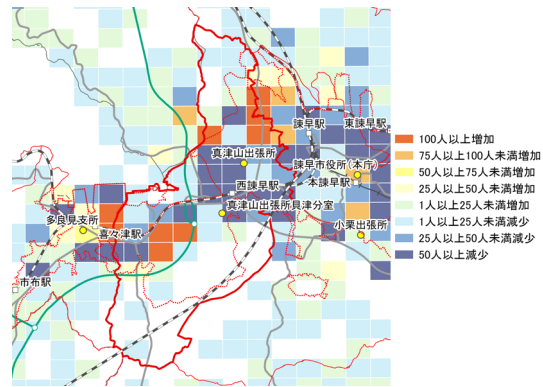 諫早駅
東諫早駅
真津山出張所
諫早市役所(本庁)
西諫早駅
本諫早駅
真津山出張所貝津分室
多良見支所
喜々津駅
小栗出張所
市布駅
100人以上増加
75人以上100人未満増加
50人以上75人未満増加
25人以上50人未満増加
1人以上25人未満増加
1人以上25人未満減少
25人以上50人未満減少
50人以上減少